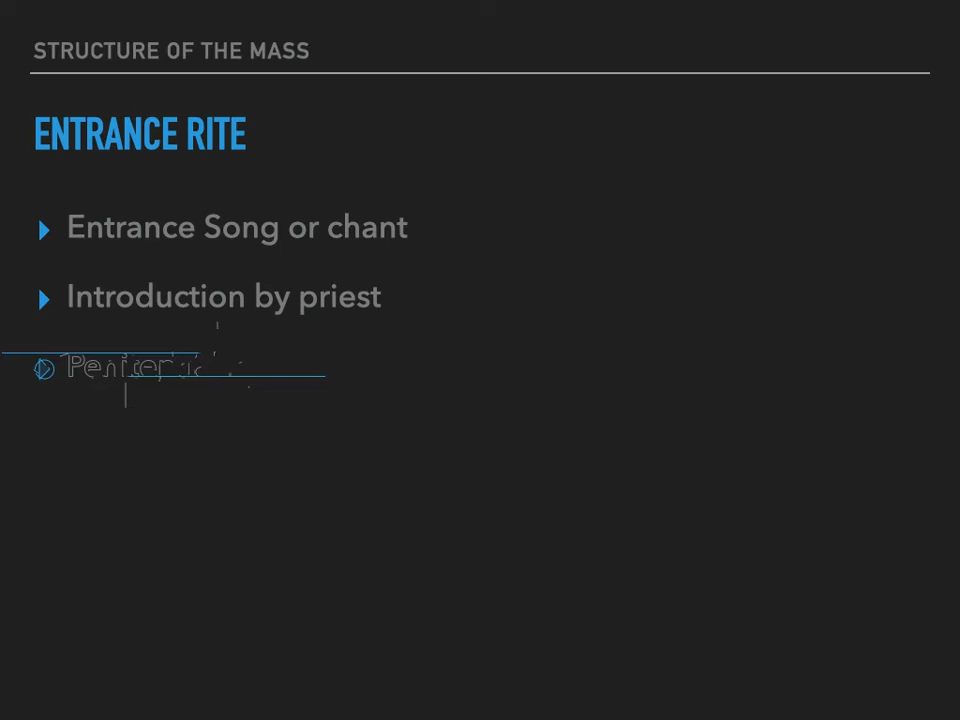 STRUCTURE OF THE MASS
ENTRANCE RITE
Entrance Song or chant
Introduction by priest